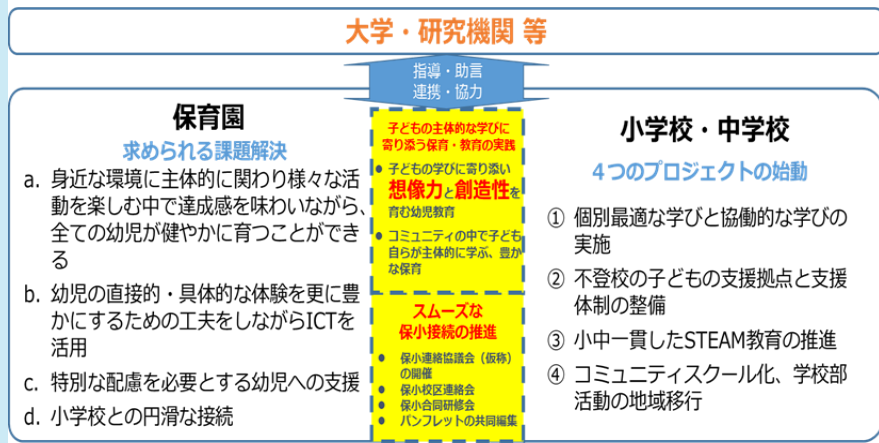 大学・研究機関 等
指導・助言
連携・協力
保育園
求められる課題解決
a. 身近な環境に主体的に関わり様々な活
動を楽しむ中で達成感を味わいながら、
全ての幼児が健やかに育つことができ
る
b. 幼児の直接的・具体的な体験を更に豊
かにするための工夫をしながらICTを
活用
c. 特別な配慮を必要とする幼児への支援
d. 小学校との円滑な接続
子どもの主体的な学びに
寄り添う保育・教育の実践
● 子どもの学びに寄り添い
想像力と創造性を
育む幼児教育
● コミュニティの中で子ども
自らが主体的に学ぶ、豊か
な保育
スムーズな
保小接続の推進
● 保小連絡協議会（仮称）
の開催
● 保小校区連絡会
● 保小合同研修会
● パンフレットの共同編集
小学校・中学校
４つのプロジェクトの始動
① 個別最適な学びと協働的な学びの
実施
② 不登校の子どもの支援拠点と支援
体制の整備
③ 小中一貫したSTEAM教育の推進
④ コミュニティスクール化、学校部
活動の地域移行